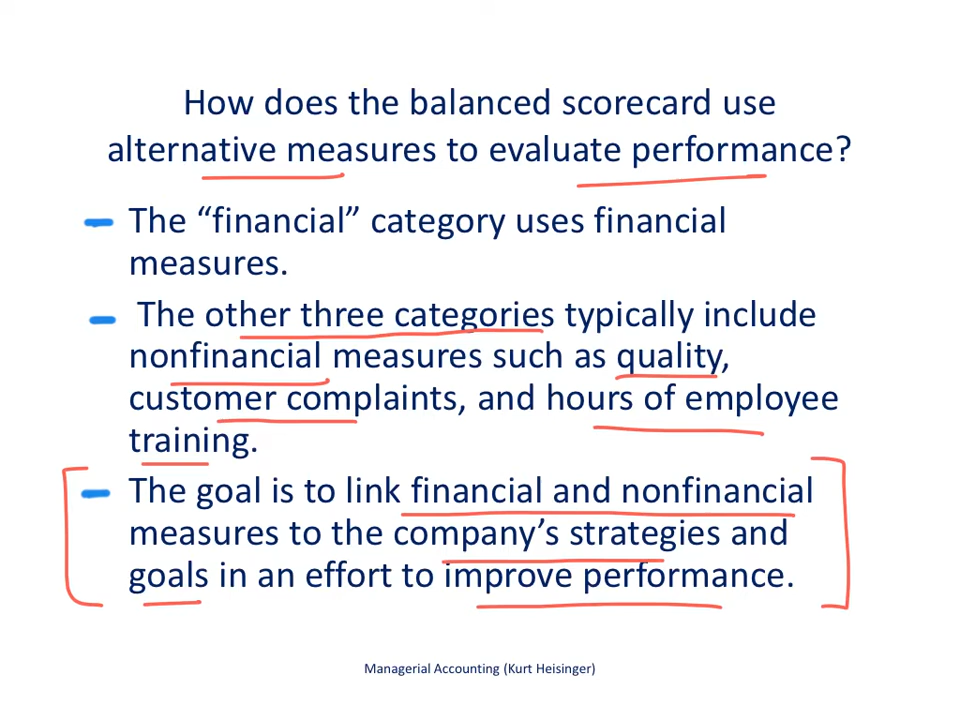 How does the balanced scorecard use
alternative measures to evaluate performance?
The “financial” category uses financial
measures.
The other three categories typically include
nonfinancial measures such as quality,
customer complaints, and hours of employee
training.
The goal is to link financial and nonfinancial
measures to the company’s strategies and
goals in an effort to improve performance.
Managerial Accounting (Kurt Heisinger)